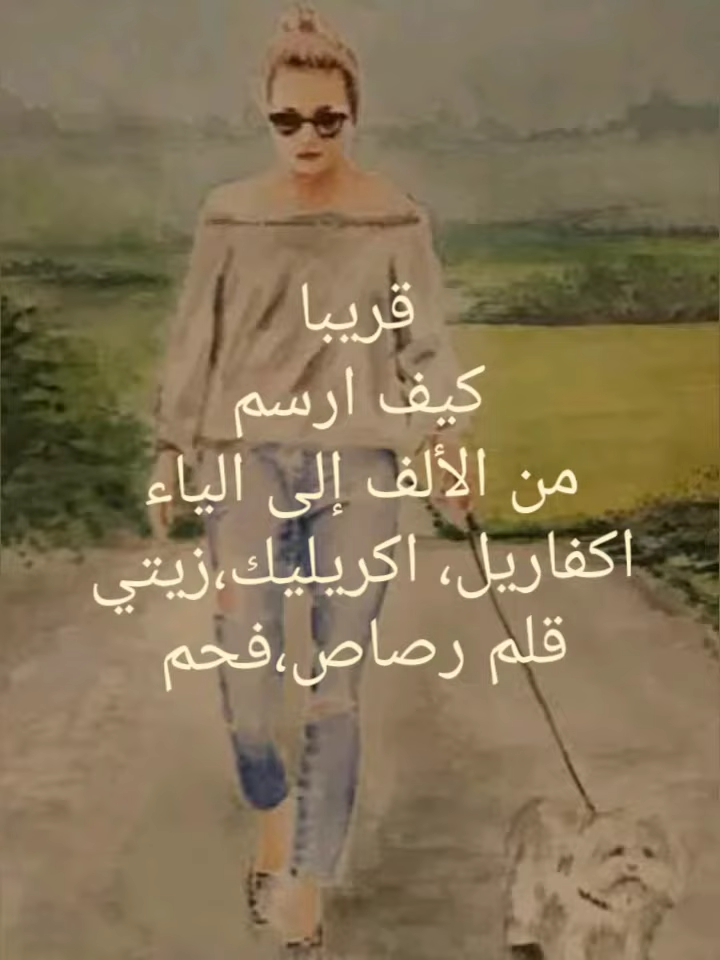 قريبا
كيف ارسم
من الألف إلى الياء
اكفاريل، اكريليك،زيتي
قلم رصاص،فحم